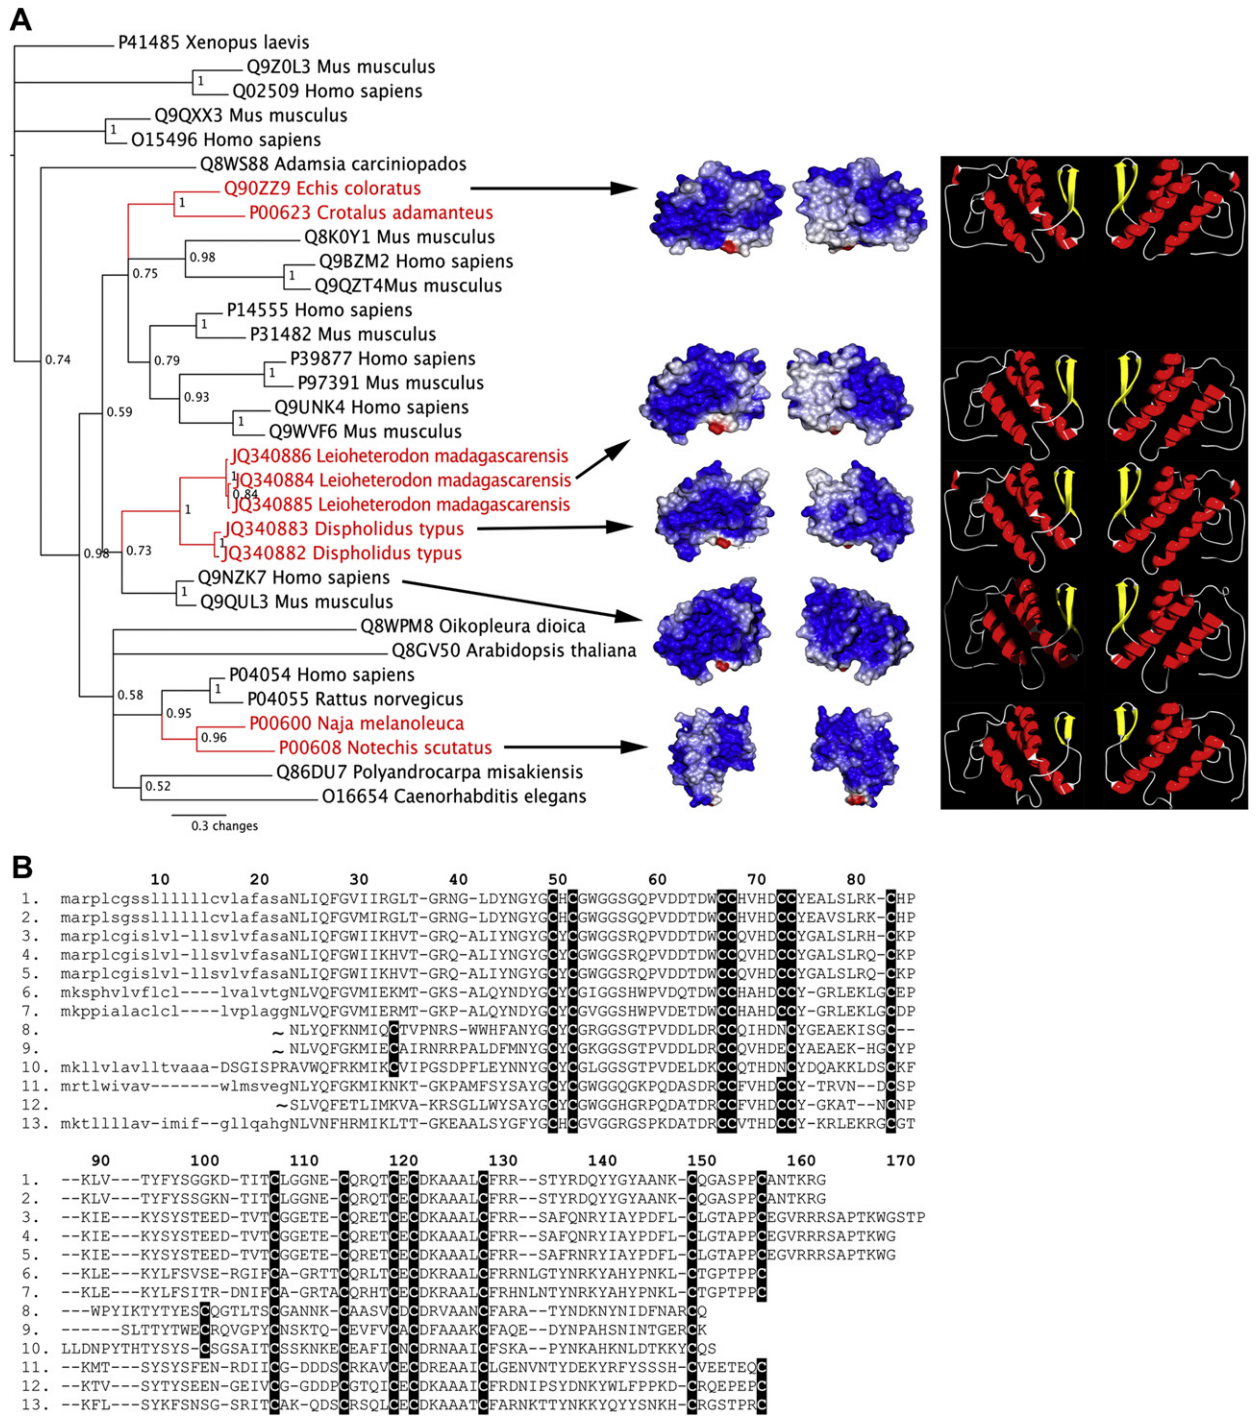 A
P41485 Xenopus laevis
Q9Z0L3 Mus musculus
1
Q02509 Homo sapiens
Q9QXX3 Mus musculus
1
O15496 Homo sapiens
Q8WS88 Adamsia carciniopados
Q90ZZ9 Echis coloratus
1
P00623 Crotalus adamanteus
Q8K0Y1 Mus musculus
0.98
Q9BZM2 Homo sapiens
0.75
1
Q9QZT4Mus musculus
P14555 Homo sapiens
1
P31482 Mus musculus
0.74
0.79
P39877 Homo sapiens
1
P97391 Mus musculus
0.93
0.59
Q9UNK4 Homo sapiens
1
Q9WVF6 Mus musculus
JQ340886 Leioheterodon madagascarensis
1
JQ340884 Leioheterodon madagascarensis
0.84
JQ340885 Leioheterodon madagascarensis
1
JQ340883 Dispholidus typus
1
0.98
0.73
JQ340882 Dispholidus typus
Q9NZK7 Homo sapiens
1
Q9QUL3 Mus musculus
Q8WPM8 Oikopleura dioica
Q8GV50 Arabidopsis thaliana
P04054 Homo sapiens
1
0.58
P04055 Rattus norvegicus
0.95
P00600 Naja melanoleuca
0.96
P00608 Notechis scutatus
Q86DU7 Polyandrocarpa misakiensis
0.52
O16654 Caenorhabditis elegans
0.3 changes
B
10 20 30 40 50 60 70 80
1. marplcgssllllllcvlafasaNLIQFGVIIRGLT-GRNG-LDYNGYGCHCGWGGSGQPVDDTDWCCHVHDCCYEALSLRK-CHP
2. marplsgssllllllcvlafasaNLIQFGVMIRGLT-GRNG-LDYNGYGCHCGWGGSGQPVDDTDWCCHVHDCCYEAVSLRK-CHP
3. marplcgislvl-llsvlvfasaNLIQFGWIIKHVT-GRQ-ALIYNGYGCYCGWGGSRQPVDDTDWCCQVHDCCYGALSLRH-CKP
4. marplcgislvl-llsvlvfasaNLIQFGWIIKHVT-GRQ-ALIYNGYGCYCGWGGSRQPVDDTDWCCQVHDCCYGALSLRQ-CKP
5. marplcgislvl-llsvlvfasaNLIQFGWIIKHVT-GRQ-ALIYNGYGCYCGWGGSRQPVDDTDWCCQVHDCCYGALSLRQ-CKP
6. mksphvlvflcl----lvalvtgNLVQFGVMIEKMT-GKS-ALQYNDYGCYCGIGGSHWPVDQTDWCCHAHDCCY-GRLEKLGCEP
7. mkppialaclcl----lvplaggNLVQFGVMIERMT-GKP-ALQYNDYGCYCGVGGSHWPVDETDWCCHAHDCCY-GRLEKLGCDP
8. ~ NLYQFKNMIQCTVPNRS-WWHFANYGCYCGRGGSGTPVDDLDRCCQIHDNCYGEAEKISGC--
9. ~ NLVQFGKMIECAIRNRRPALDFMNYGCYCGKGGSGTPVDDLDRCCQVHDECYAEAEK-HGCYP
10. mkllvlavlltvaaa-DSGISPRAVWQFRKMIKCVIPGSDPFLEYNNYGCYCGLGGSGTPVDELDKCCQTHDNCYDQAKKLDSCKF
11. mrtlwivav-------wlmsvegNLYQFGKMIKNKT-GKPAMFSYSAYGCYCGWGGQGKPQDASDRCCFVHDCCY-TRVN--DCSP
12. ~SLVQFETLIMKVA-KRSGLLWYSAYGCYCGWGGHGRPQDATDRCCFVHDCCY-GKAT--NCNP
13. mktllllav-imif--gllqahgNLVNFHRMIKLTT-GKEAALSYGFYGCHCGVGGRGSPKDATDRCCVTHDCCY-KRLEKRGCGT
90 100 110 120 130 140 150 160 170
1. --KLV---TYFYSGGKD-TITCLGGNE-CQRQTCECDKAAALCFRR--STYRDQYYGYAANK-CQGASPPCANTKRG
2. --KLV---TYFYSSGKN-TITCLGGNE-CQRQTCECDKAAALCFRR--STYRDQYYGYAANK-CQGASPPCANTKRG
3. --KIE---KYSYSTEED-TVTCGGETE-CQRETCECDKAAALCFRR--SAFQNRYIAYPDFL-CLGTAPPCEGVRRRSAPTKWGSTP
4. --KIE---KYSYSTEED-TVTCGGETE-CQRETCECDKAAALCFRR--SAFQNRYIAYPDFL-CLGTAPPCEGVRRRSAPTKWG
5. --KIE---KYSYSTEED-TVTCGGETE-CQRETCECDKAAALCFRR--SAFRNRYIAYPDFL-CLGTAPPCEGVRRRSAPTKWG
6. --KLE---KYLFSVSE-RGIFCA-GRTTCQRLTCECDKRAALCFRRNLGTYNRKYAHYPNKL-CTGPTPPC
7. --KLE---KYLFSITR-DNIFCA-GRTACQRHTCECDKRAALCFRHNLNTYNRKYAHYPNKL-CTGPTPPC
8. ---WPYIKTYTYESCQGTLTSCGANNK-CAASVCDCDRVAANCFARA--TYNDKNYNIDFNARCQ
9. ------SLTTYTWECRQVGPYCNSKTQ-CEVFVCACDFAAAKCFAQE--DYNPAHSNINTGERCK
10. LLDNPYTHTYSYS-CSGSAITCSSKNKECEAFICNCDRNAAICFSKA--PYNKAHKNLDTKKYCQS
11. --KMT---SYSYSFEN-RDIICG-DDDSCRKAVCECDREAAICLGENVNTYDEKYRFYSSSH-CVEETEQC
12. --KTV---SYTYSEEN-GEIVCG-GDDPCGTQICECDKAAAICFRDNIPSYDNKYWLFPPKD-CRQEPEPC
13. --KFL---SYKFSNSG-SRITCAK-QDSCRSQLCECDKAAATCFARNKTTYNKKYQYYSNKH-CRGSTPRC